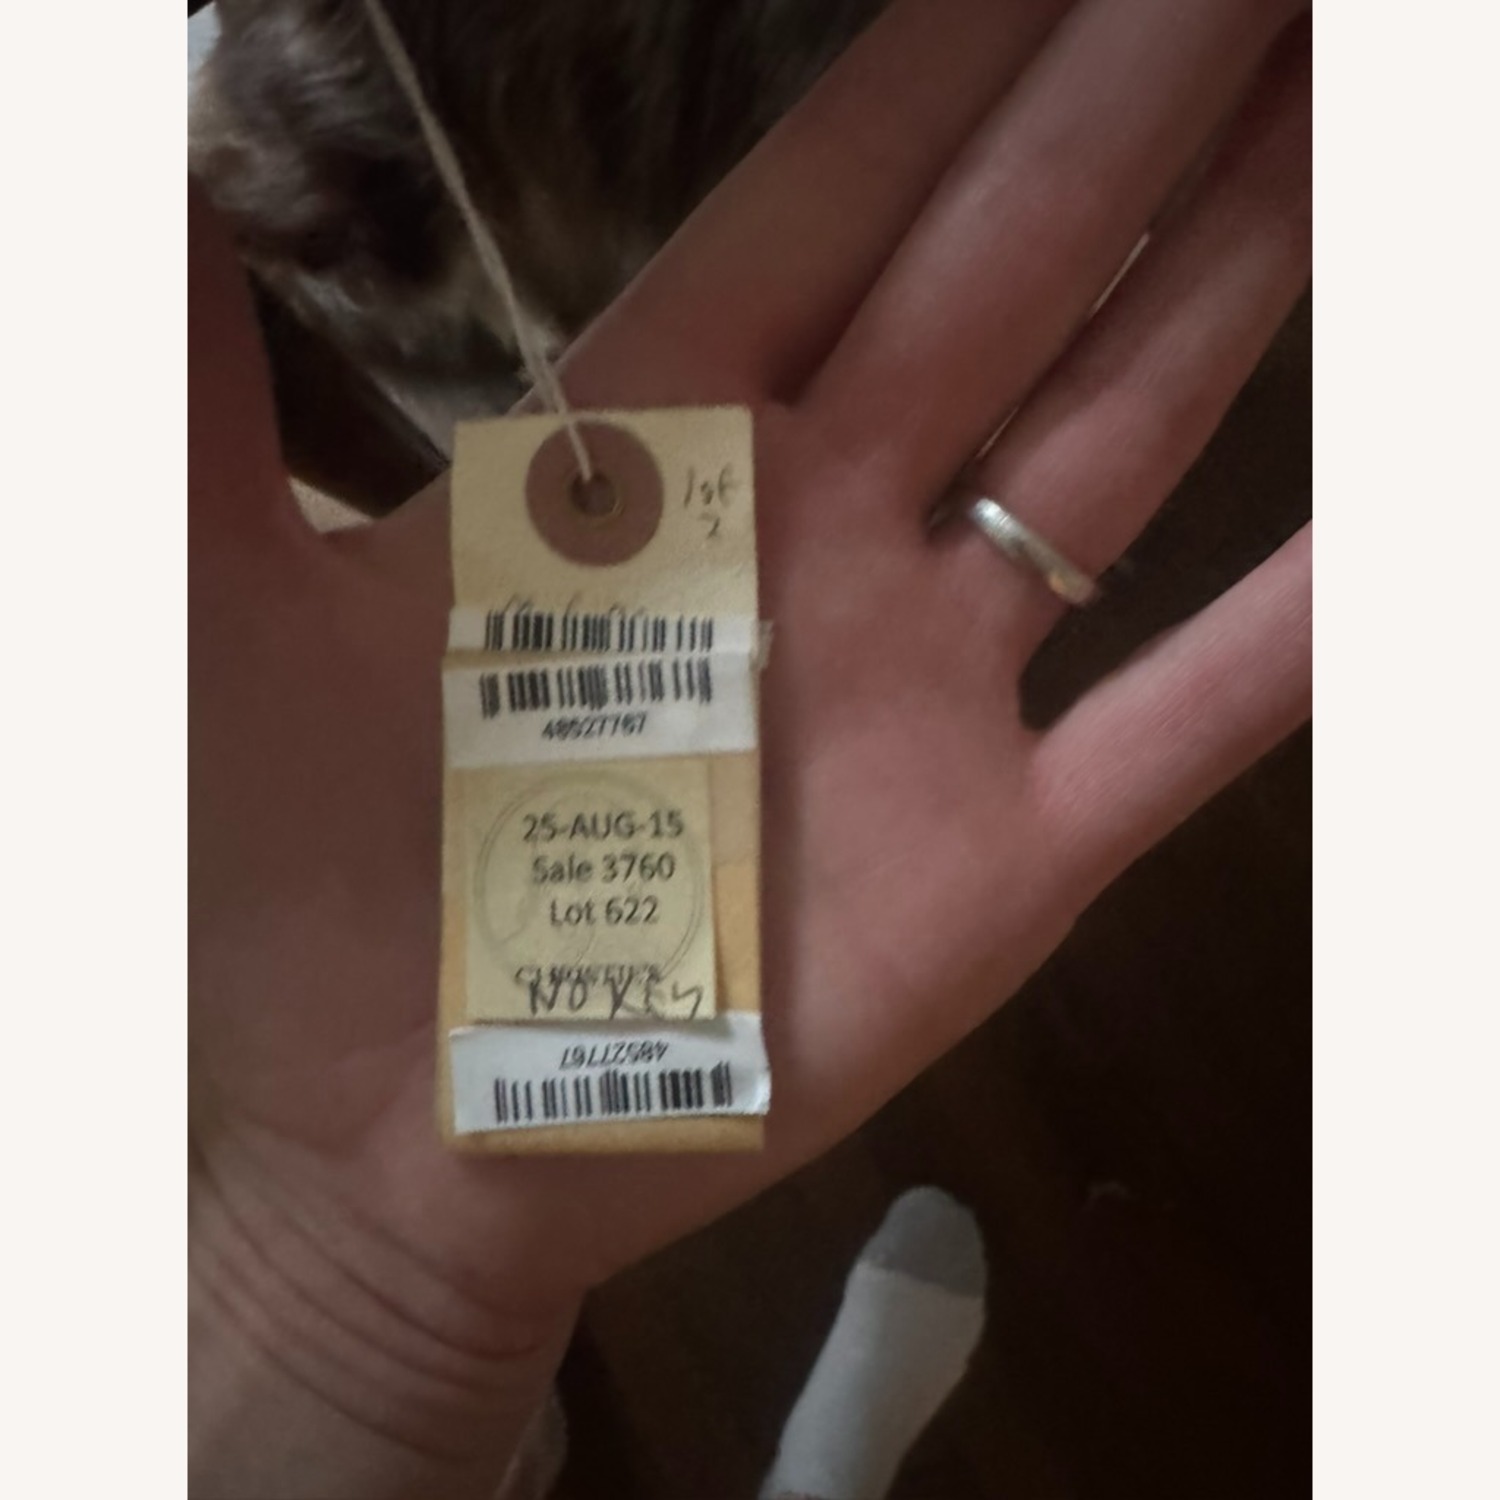 1 of
2
48527767
25-AUG-15
Sale 3760
Lot 622
NO KEY
48527767